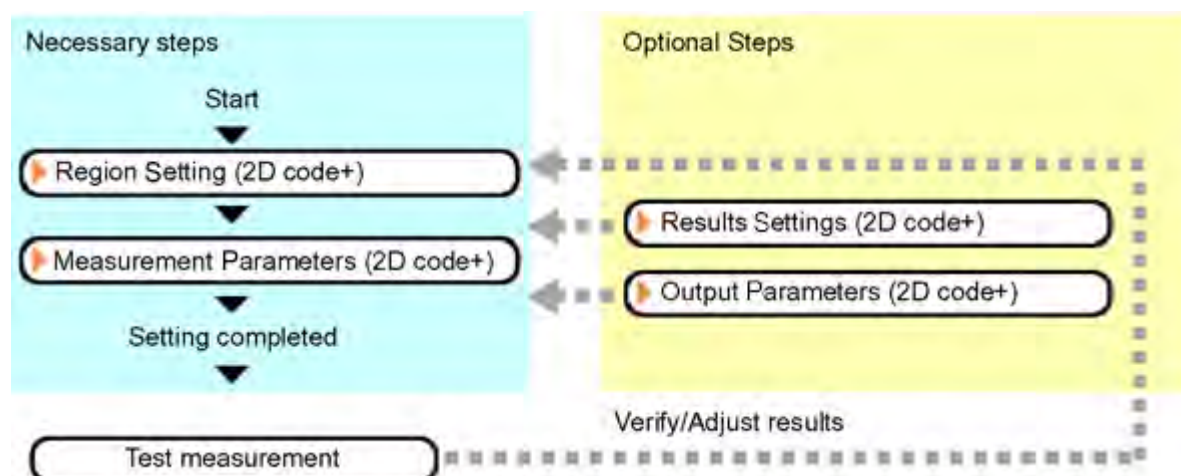 Necessary steps
Start
Region Setting (2D code+)
Measurement Parameters (2D code+)
Setting completed
Optional Steps
Results Settings (2D code+)
Output Parameters (2D code+)
Verify/Adjust results
Test measurement